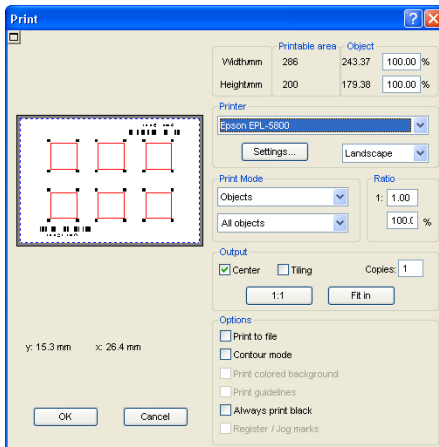 Print
Printable area Object
Width/mm 286 243.37 100.00 %
Height/mm 200 179.38 100.00 %
Printer
Epson EPL-5800
Settings... Landscape
Print Mode Ratio
Objects 1: 1.00
All objects 100.0 %
Output
Center Tiling Copies: 1
1:1 Fit in
Options
Print to file
y: 15.3 mm x: 26.4 mm
Contour mode
Print colored background
Print guidelines
OK Cancel
Always print black
Register / Jog marks